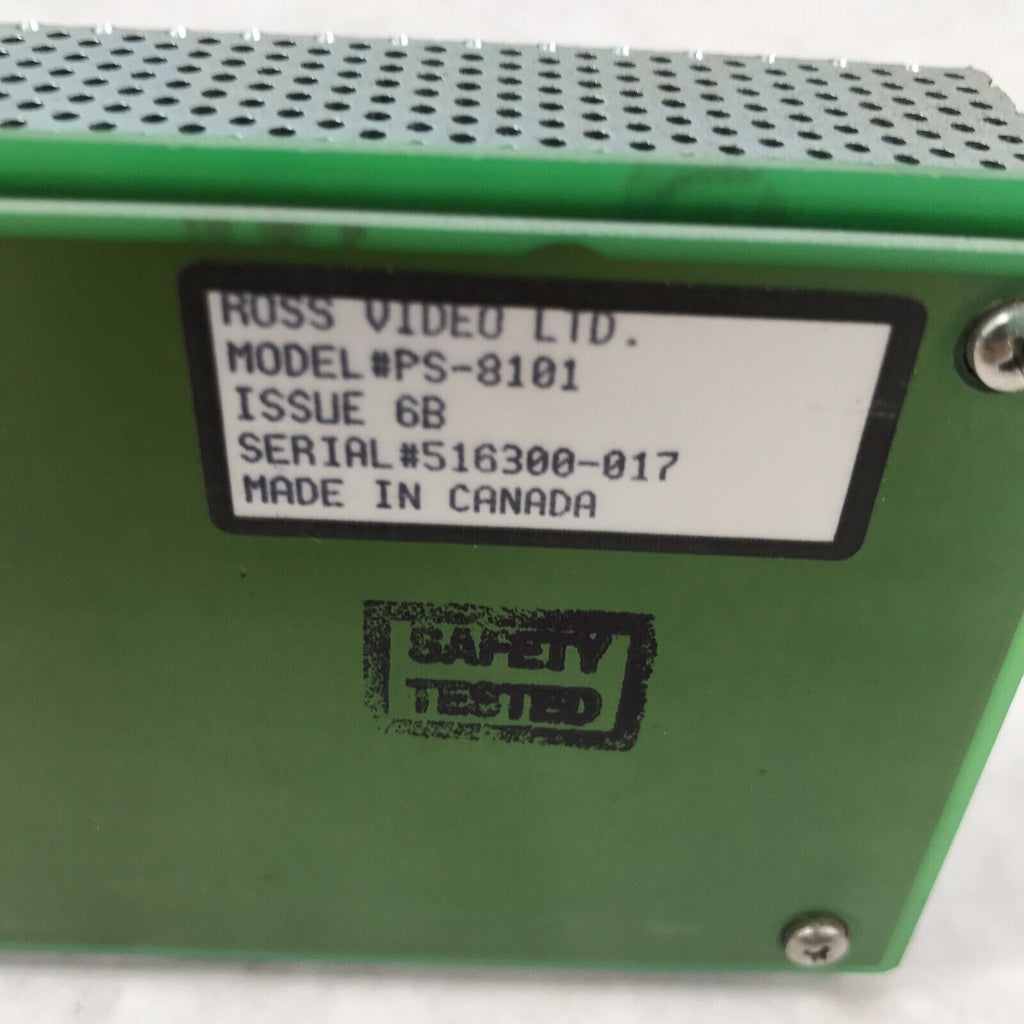 ROSS VIDEO LTD.
MODEL#PS-8101
ISSUE 6B
SERIAL#516300-017
MADE IN CANADA
SAFETY
TESTED